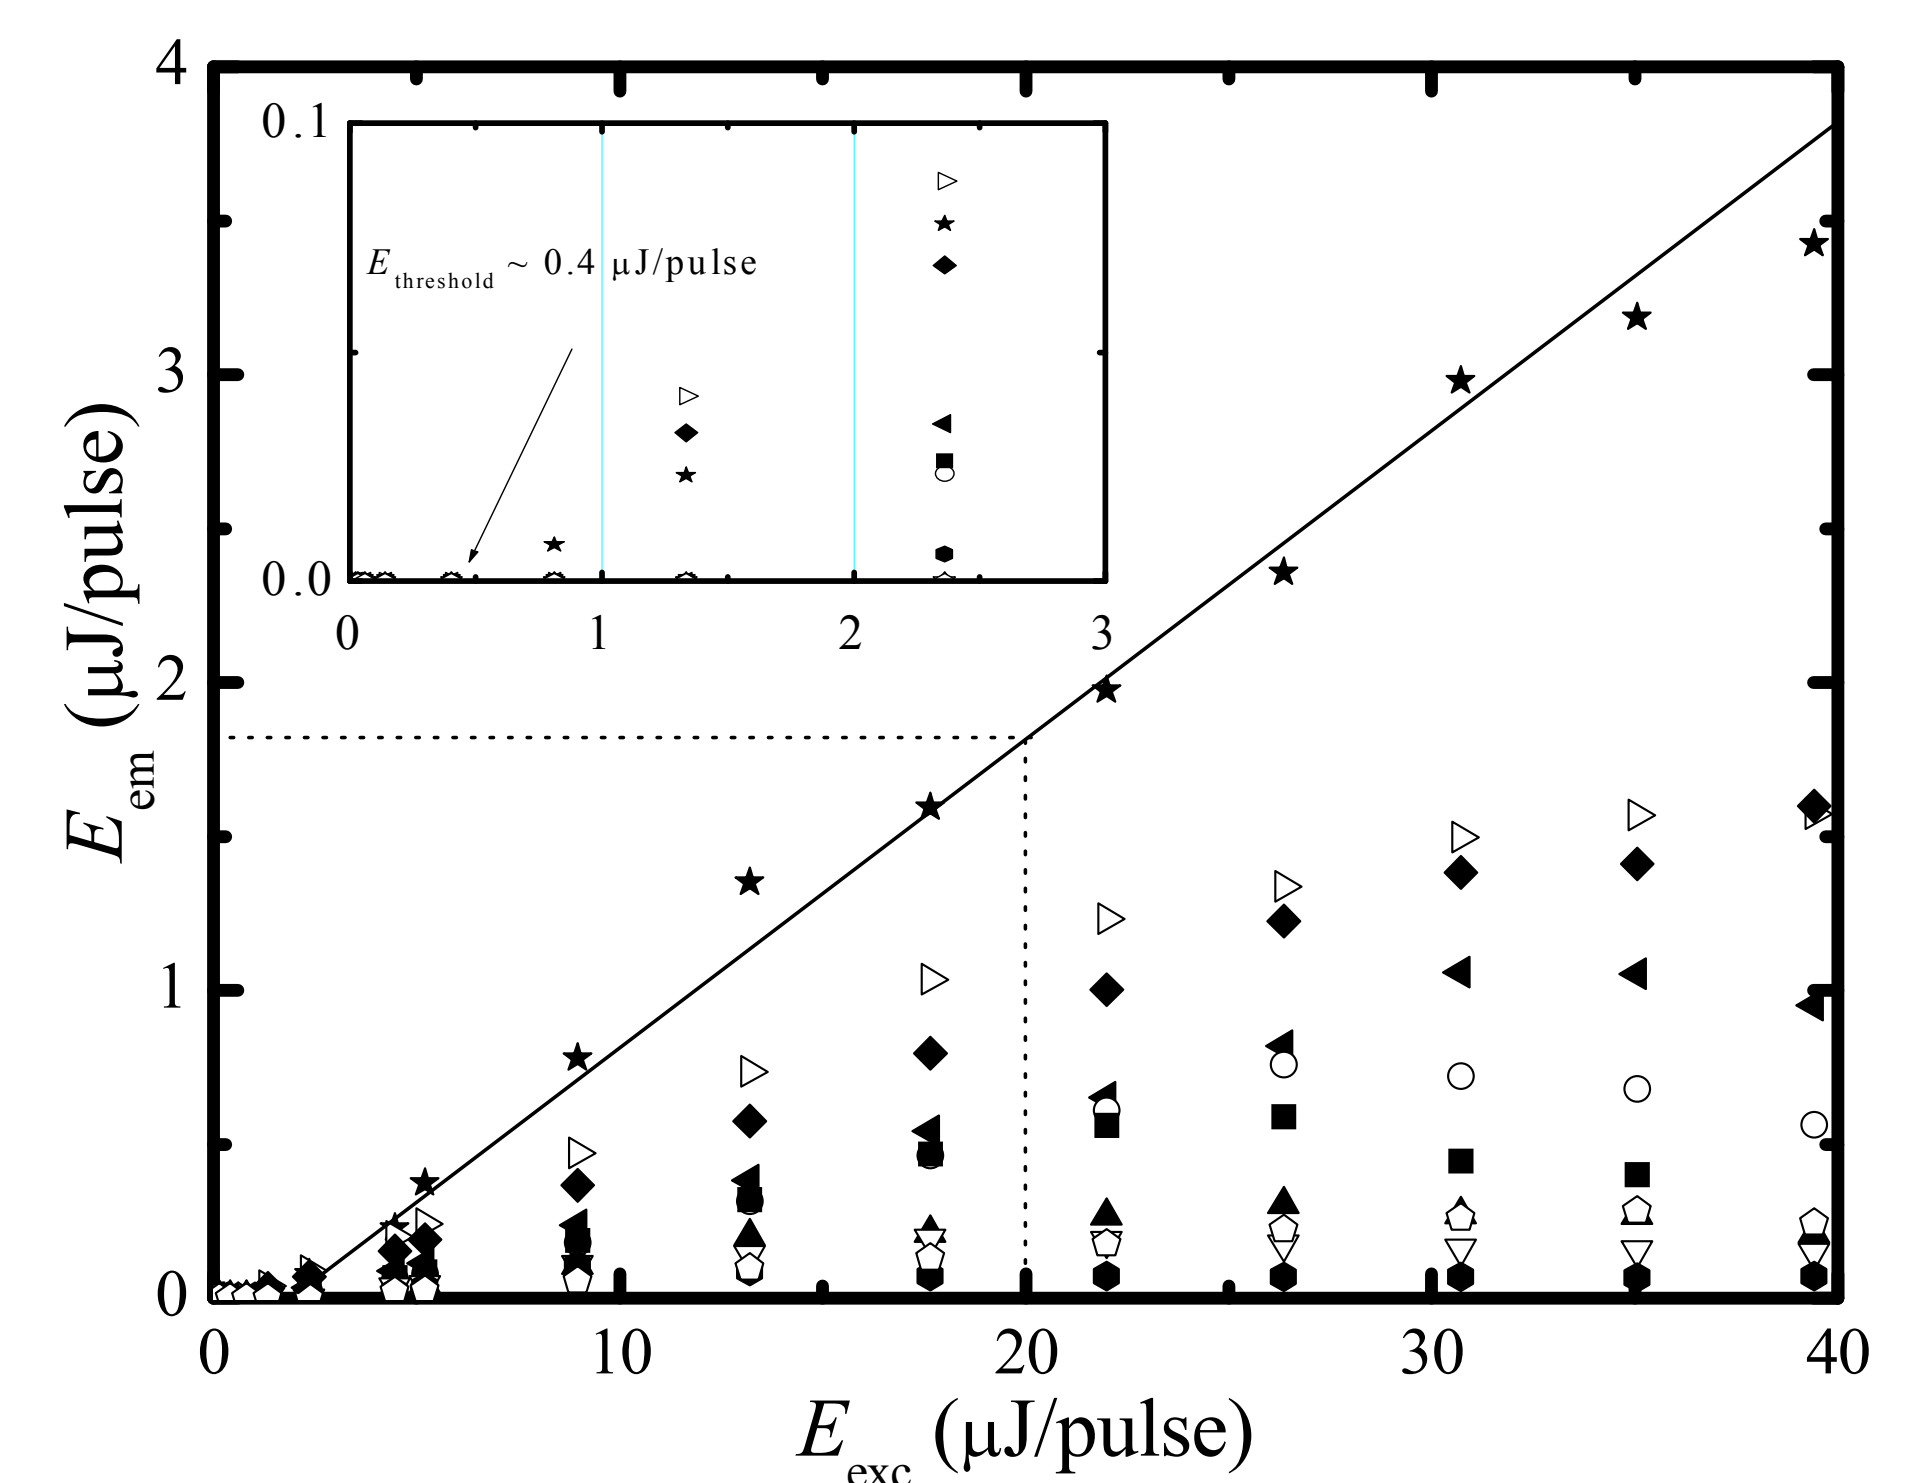 4
3
2
1
0
E em (μJ/pulse)
0.1
0.0
E threshold ~ 0.4 μJ/pulse
0 1 2 3
0 10 20 30 40
E exc (μJ/pulse)